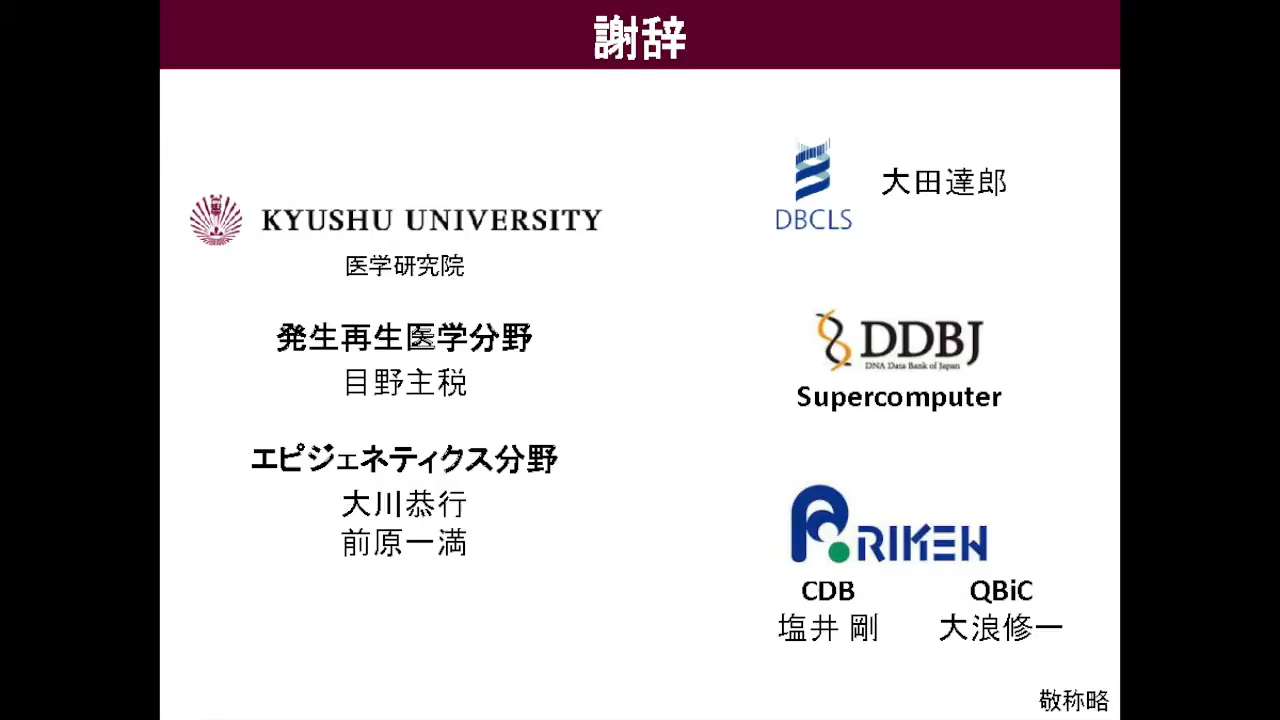 謝辞
KYUSHU UNIVERSITY
医学研究院
発生再生医学分野
目野主税
エピジェネティクス分野
大川恭行
前原一満
DBCLS
大田達郎
DDBJ
DNA Data Bank of Japan
Supercomputer
RIKEN
CDB
塩井 剛
QBiC
大浪修一
敬称略